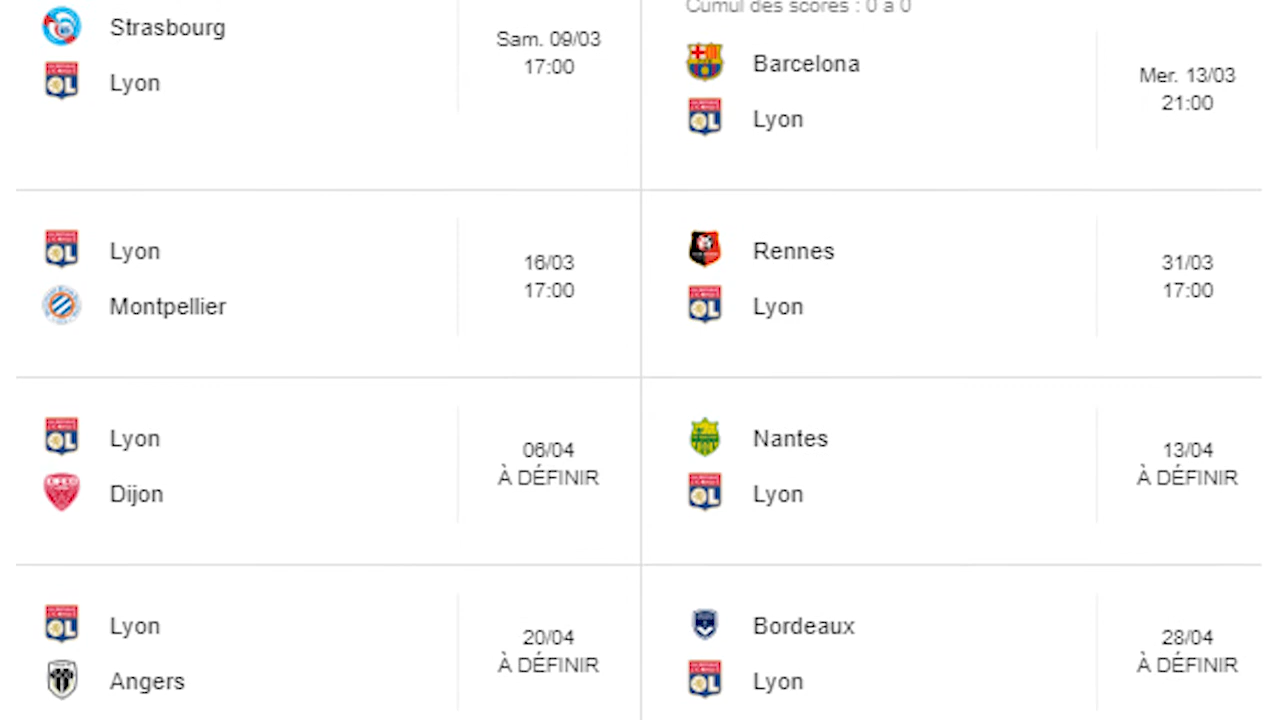 Strasbourg
Lyon
Sam. 09/03
17:00
Cumul des scores : 0 à 0
Barcelona
Lyon
Mer. 13/03
21:00
Lyon
Montpellier
16/03
17:00
Rennes
Lyon
31/03
17:00
Lyon
Dijon
06/04
À DÉFINIR
Nantes
Lyon
13/04
À DÉFINIR
Lyon
Angers
20/04
À DÉFINIR
Bordeaux
Lyon
28/04
À DÉFINIR